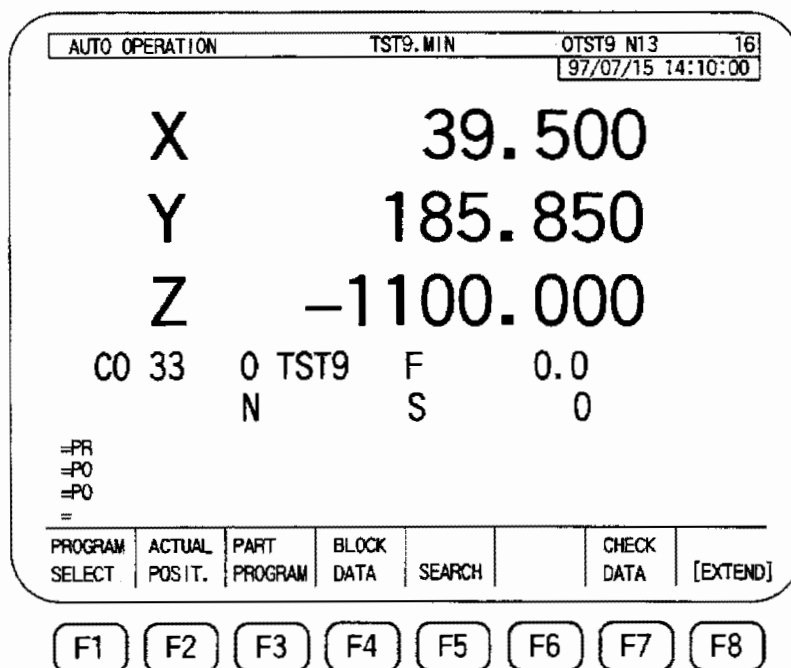 AUTO OPERATION TST9.MIN OTST9 N13 16
97/07/15 14:10:00
X 39.500
Y 185.850
Z -1100.000
CO 33 O TST9 F 0.0
N S 0
=PR
=PO
=PO
=
PROGRAM ACTUAL PART BLOCK CHECK
SELECT POSIT. PROGRAM DATA SEARCH DATA [EXTEND]
F1 F2 F3 F4 F5 F6 F7 F8